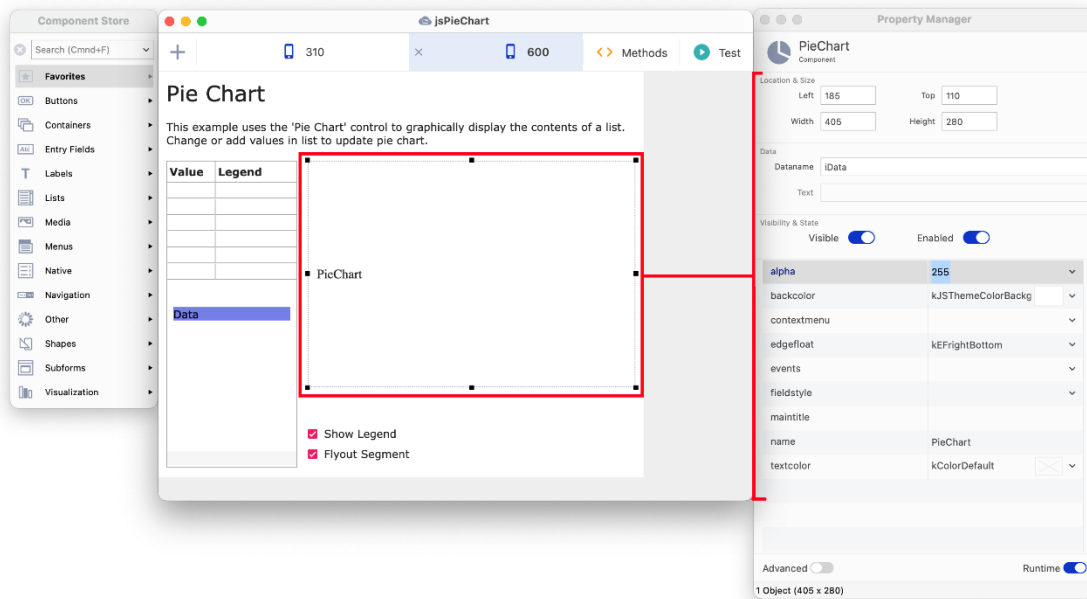 Component Store
Search (Cmnd+F)
Favorites
OK Buttons
Containers
Entry Fields
T Labels
Lists
Media
Menus
Native
Navigation
Other
Shapes
Subforms
Visualization
jsPieChart
310
600
Methods
Test
Pie Chart
This example uses the 'Pie Chart' control to graphically display the contents of a list.
Change or add values in list to update pie chart.
Value Legend
PieChart
Data
Show Legend
Flyout Segment
Property Manager
PieChart
Component
Location & Size
Left 185 Top 110
Width 405 Height 280
Data
Dataname iData
Text
Visibility & State
Visible Enabled
alpha 255
backcolor kJSThemeColorBackg
contextmenu
edgefloat kEFrightBottom
events
fieldstyle
maintitle
name PieChart
textcolor kColorDefault
Advanced Runtime
1 Object (405 x 280)